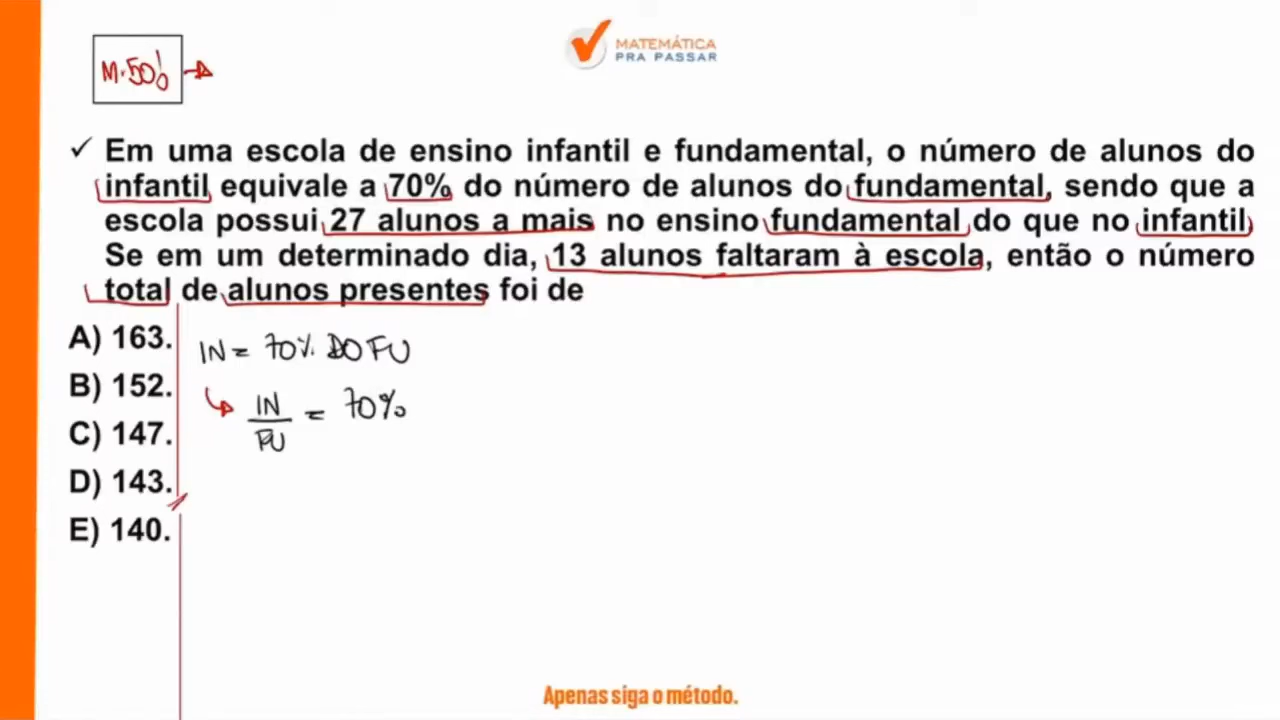 M.50%
MATEMÁTICA
PRA PASSAR
✓ Em uma escola de ensino infantil e fundamental, o número de alunos do
infantil equivale a 70% do número de alunos do fundamental, sendo que a
escola possui 27 alunos a mais no ensino fundamental do que no infantil.
Se em um determinado dia, 13 alunos faltaram à escola, então o número
total de alunos presentes foi de
A) 163.
IN = 70% DO FU
B) 152.
IN
— = 70%
FU
C) 147.
D) 143.
E) 140.
Apenas siga o método.